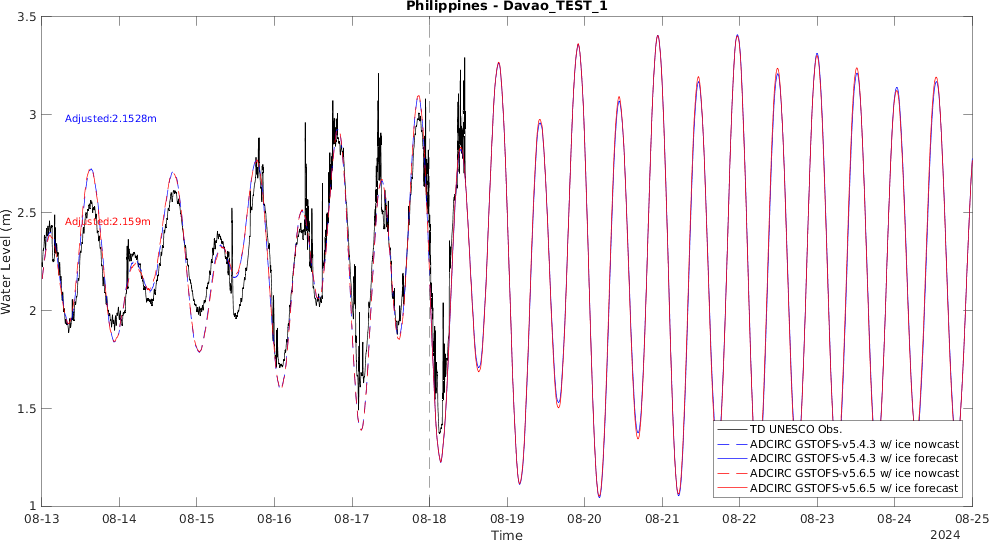 Philippines - Davao_TEST_1
3.5
3
2.5
2
1.5
1
Water Level (m)
Adjusted:2.1528m
Adjusted:2.159m
TD UNESCO Obs.
ADCIRC GSTOFS-v5.4.3 w/ ice nowcast
ADCIRC GSTOFS-v5.4.3 w/ ice forecast
ADCIRC GSTOFS-v5.6.5 w/ ice nowcast
ADCIRC GSTOFS-v5.6.5 w/ ice forecast
08-13 08-14 08-15 08-16 08-17 08-18 08-19 08-20 08-21 08-22 08-23 08-24 08-25
Time
2024